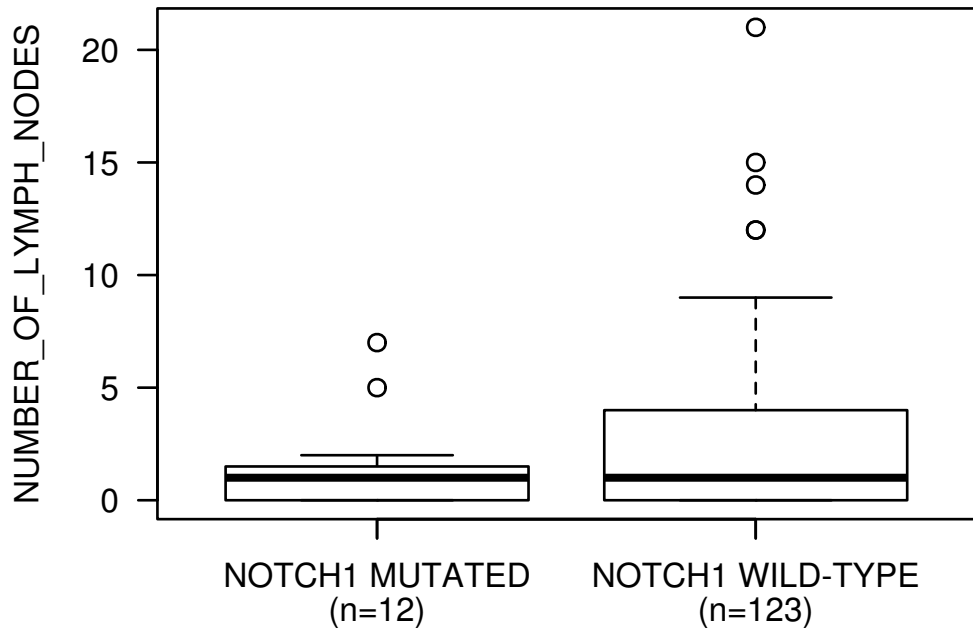 NUMBER_OF_LYMPH_NODES
20
15
10
5
0
NOTCH1 MUTATED
(n=12)
NOTCH1 WILD-TYPE
(n=123)